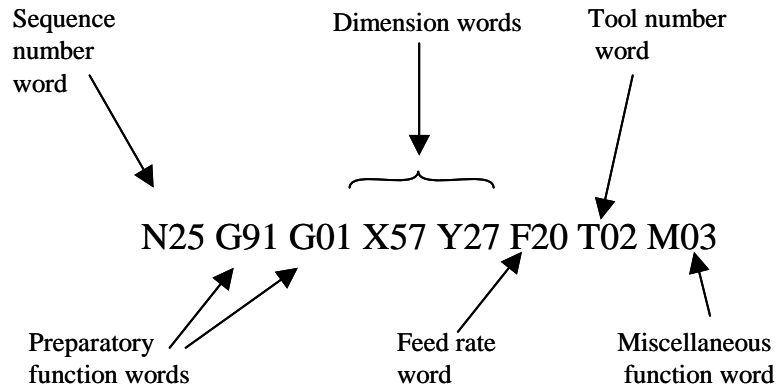 Sequence
number
word
Dimension words
Tool number
word
N25 G91 G01 X57 Y27 F20 T02 M03
Preparatory
function words
Feed rate
word
Miscellaneous
function word